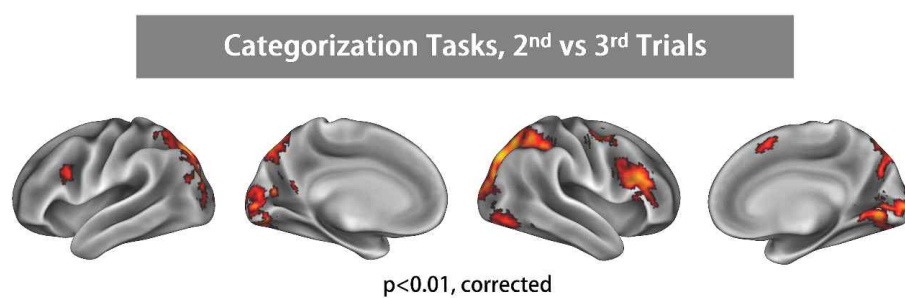 Categorization Tasks, 2nd vs 3rd Trials
p<0.01, corrected